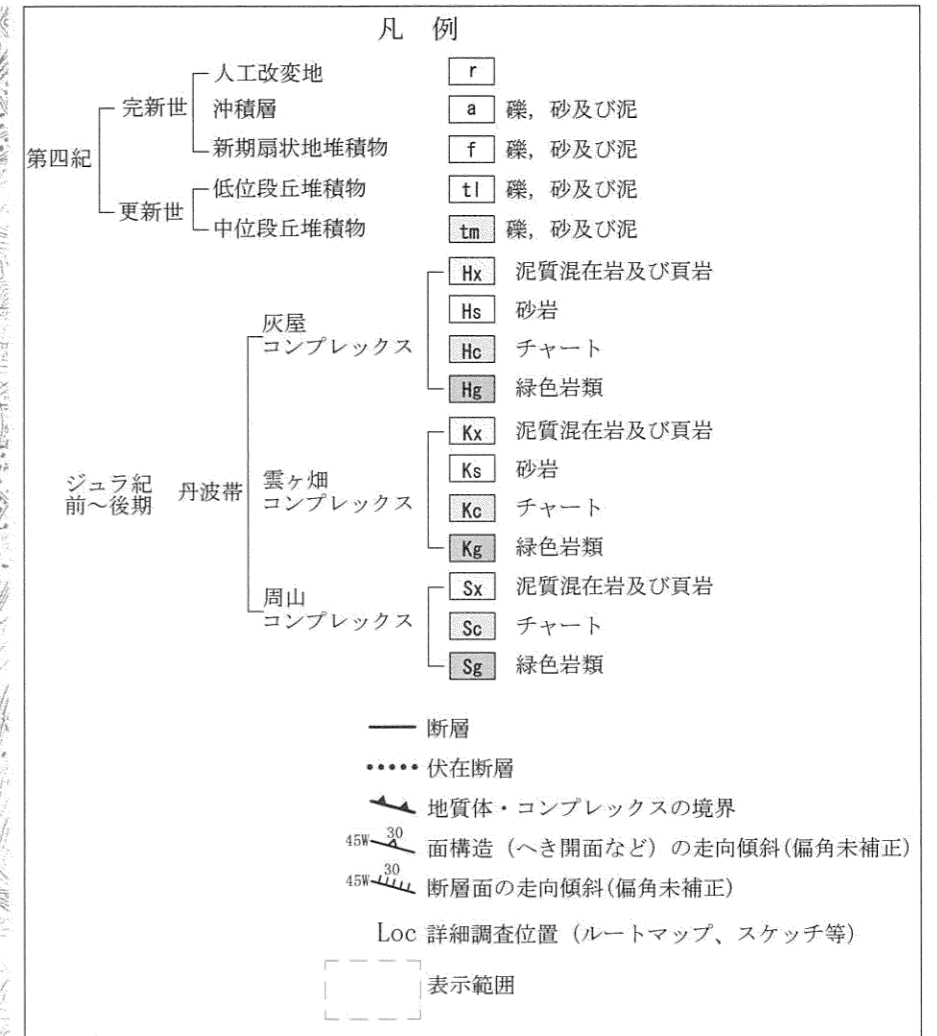 凡 例
第四紀
完新世
人工改変地 r
沖積層 a 礫，砂及び泥
新期扇状地堆積物 f 礫，砂及び泥
更新世
低位段丘堆積物 tl 礫，砂及び泥
中位段丘堆積物 tm 礫，砂及び泥
ジュラ紀
前～後期
丹波帯
灰屋
コンプレックス
Hx 泥質混在岩及び頁岩
Hs 砂岩
Hc チャート
Hg 緑色岩類
雲ヶ畑
コンプレックス
Kx 泥質混在岩及び頁岩
Ks 砂岩
Kc チャート
Kg 緑色岩類
周山
コンプレックス
Sx 泥質混在岩及び頁岩
Sc チャート
Sg 緑色岩類
断層
伏在断層
地質体・コンプレックスの境界
45W 30 面構造（へき開面など）の走向傾斜(偏角未補正)
45W 30 断層面の走向傾斜(偏角未補正)
Loc 詳細調査位置（ルートマップ、スケッチ等）
表示範囲